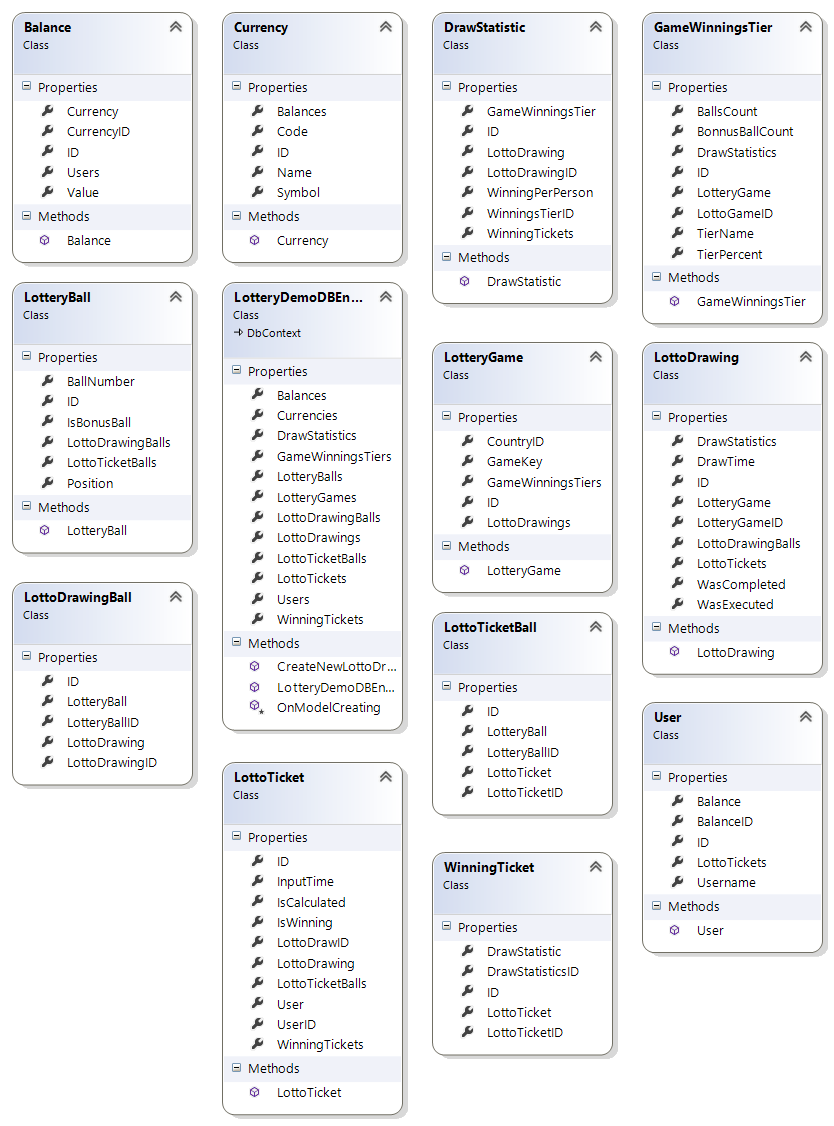 Balance
Class
Properties
Currency
CurrencyID
ID
Users
Value
Methods
Balance
Currency
Class
Properties
Balances
Code
ID
Name
Symbol
Methods
Currency
DrawStatistic
Class
Properties
GameWinningsTier
ID
LottoDrawing
LottoDrawingID
WinningPerPerson
WinningsTierID
WinningTickets
Methods
DrawStatistic
GameWinningsTier
Class
Properties
BallsCount
BonnusBallCount
DrawStatistics
ID
LotteryGame
LottoGameID
TierName
TierPercent
Methods
GameWinningsTier
LotteryBall
Class
Properties
BallNumber
ID
IsBonusBall
LottoDrawingBalls
LottoTicketBalls
Position
Methods
LotteryBall
LotteryDemoDBEn...
Class
DbContext
Properties
Balances
Currencies
DrawStatistics
GameWinningsTiers
LotteryBalls
LotteryGames
LottoDrawingBalls
LottoDrawings
LottoTicketBalls
LottoTickets
Users
WinningTickets
Methods
CreateNewLottoDr...
LotteryDemoDBEn...
OnModelCreating
LotteryGame
Class
Properties
CountryID
GameKey
GameWinningsTiers
ID
LottoDrawings
Methods
LotteryGame
LottoDrawing
Class
Properties
DrawStatistics
DrawTime
ID
LotteryGame
LotteryGameID
LottoDrawingBalls
LottoTickets
WasCompleted
WasExecuted
Methods
LottoDrawing
LottoDrawingBall
Class
Properties
ID
LotteryBall
LotteryBallID
LottoDrawing
LottoDrawingID
LottoTicketBall
Class
Properties
ID
LotteryBall
LotteryBallID
LottoTicket
LottoTicketID
User
Class
Properties
Balance
BalanceID
ID
LottoTickets
Username
Methods
User
LottoTicket
Class
Properties
ID
InputTime
IsCalculated
IsWinning
LottoDrawID
LottoDrawing
LottoTicketBalls
User
UserID
WinningTickets
Methods
LottoTicket
WinningTicket
Class
Properties
DrawStatistic
DrawStatisticsID
ID
LottoTicket
LottoTicketID